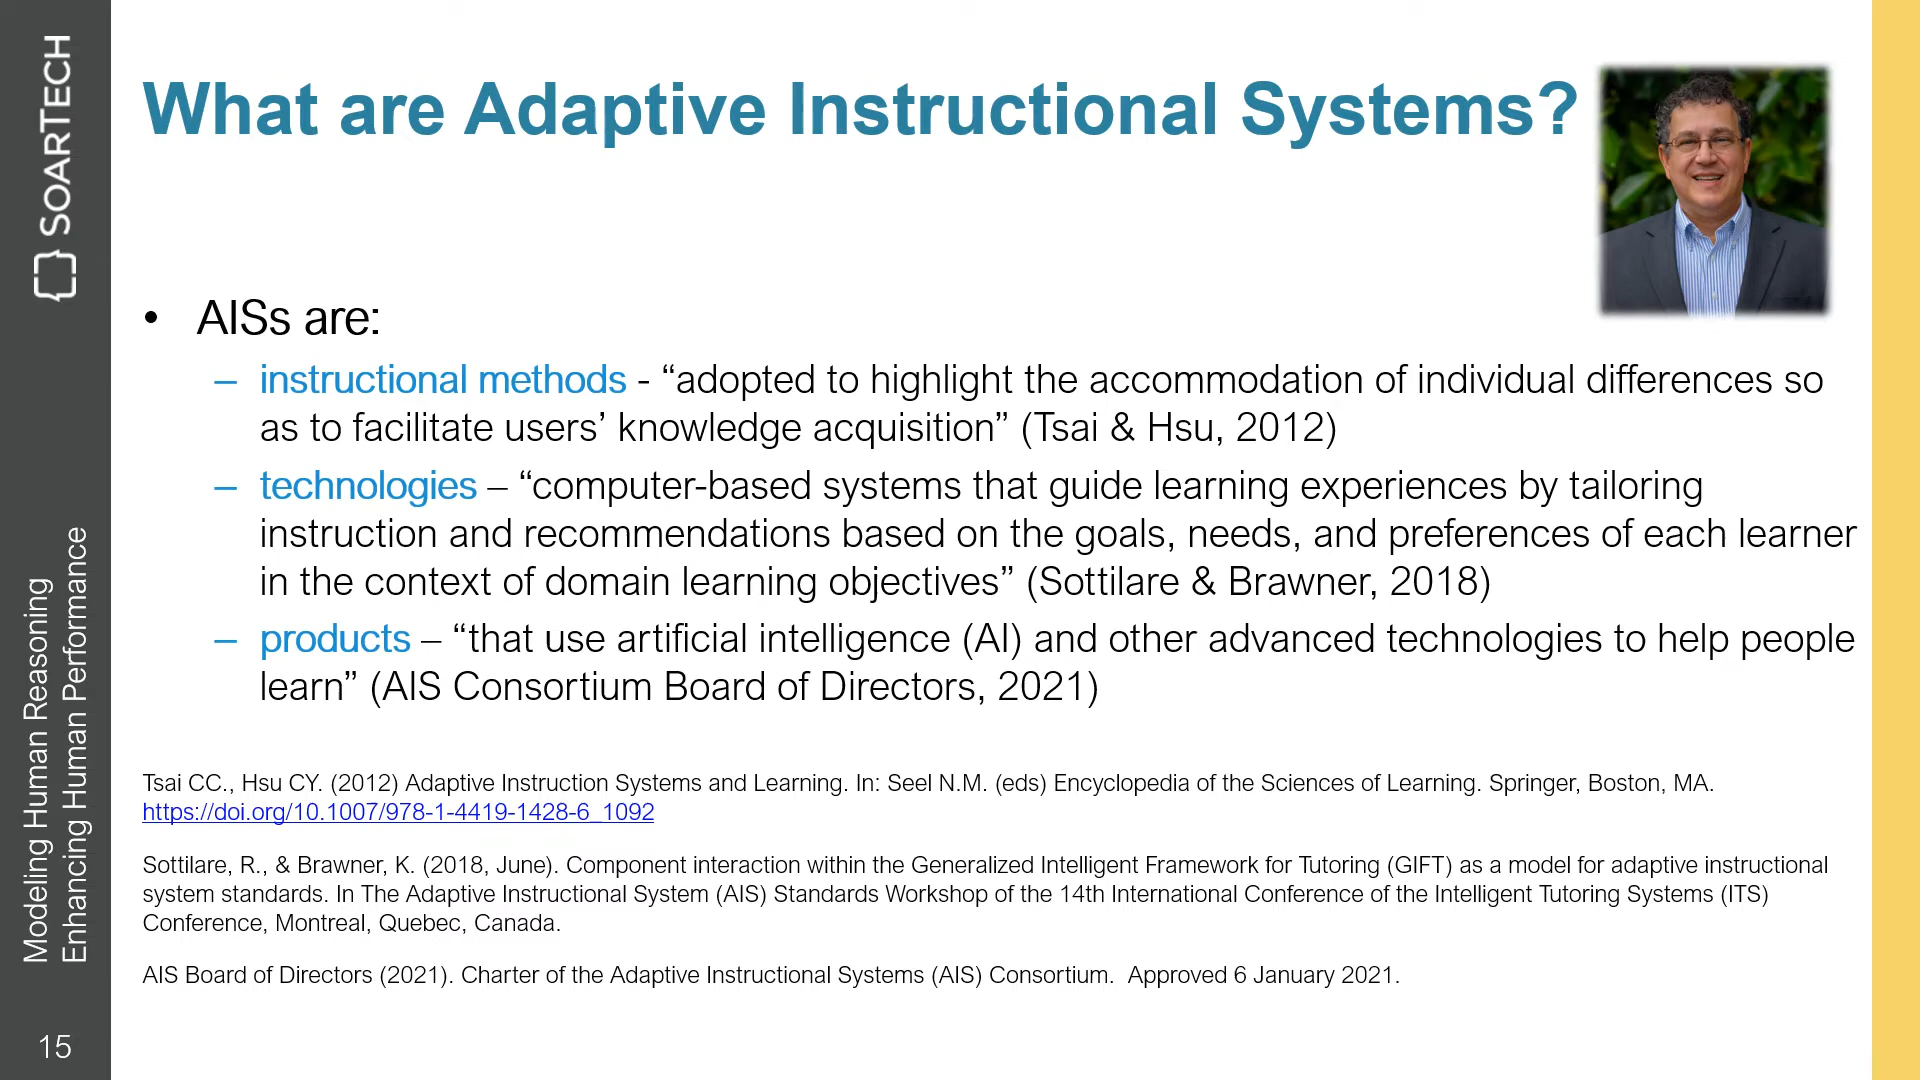 SOARTECH
Modeling Human Reasoning
Enhancing Human Performance
15
What are Adaptive Instructional Systems?
• AISs are:
– instructional methods - “adopted to highlight the accommodation of individual differences so
as to facilitate users’ knowledge acquisition” (Tsai & Hsu, 2012)
– technologies – “computer-based systems that guide learning experiences by tailoring
instruction and recommendations based on the goals, needs, and preferences of each learner
in the context of domain learning objectives” (Sottilare & Brawner, 2018)
– products – “that use artificial intelligence (AI) and other advanced technologies to help people
learn” (AIS Consortium Board of Directors, 2021)
Tsai CC., Hsu CY. (2012) Adaptive Instruction Systems and Learning. In: Seel N.M. (eds) Encyclopedia of the Sciences of Learning. Springer, Boston, MA.
https://doi.org/10.1007/978-1-4419-1428-6_1092
Sottilare, R., & Brawner, K. (2018, June). Component interaction within the Generalized Intelligent Framework for Tutoring (GIFT) as a model for adaptive instructional
system standards. In The Adaptive Instructional System (AIS) Standards Workshop of the 14th International Conference of the Intelligent Tutoring Systems (ITS)
Conference, Montreal, Quebec, Canada.
AIS Board of Directors (2021). Charter of the Adaptive Instructional Systems (AIS) Consortium.  Approved 6 January 2021.